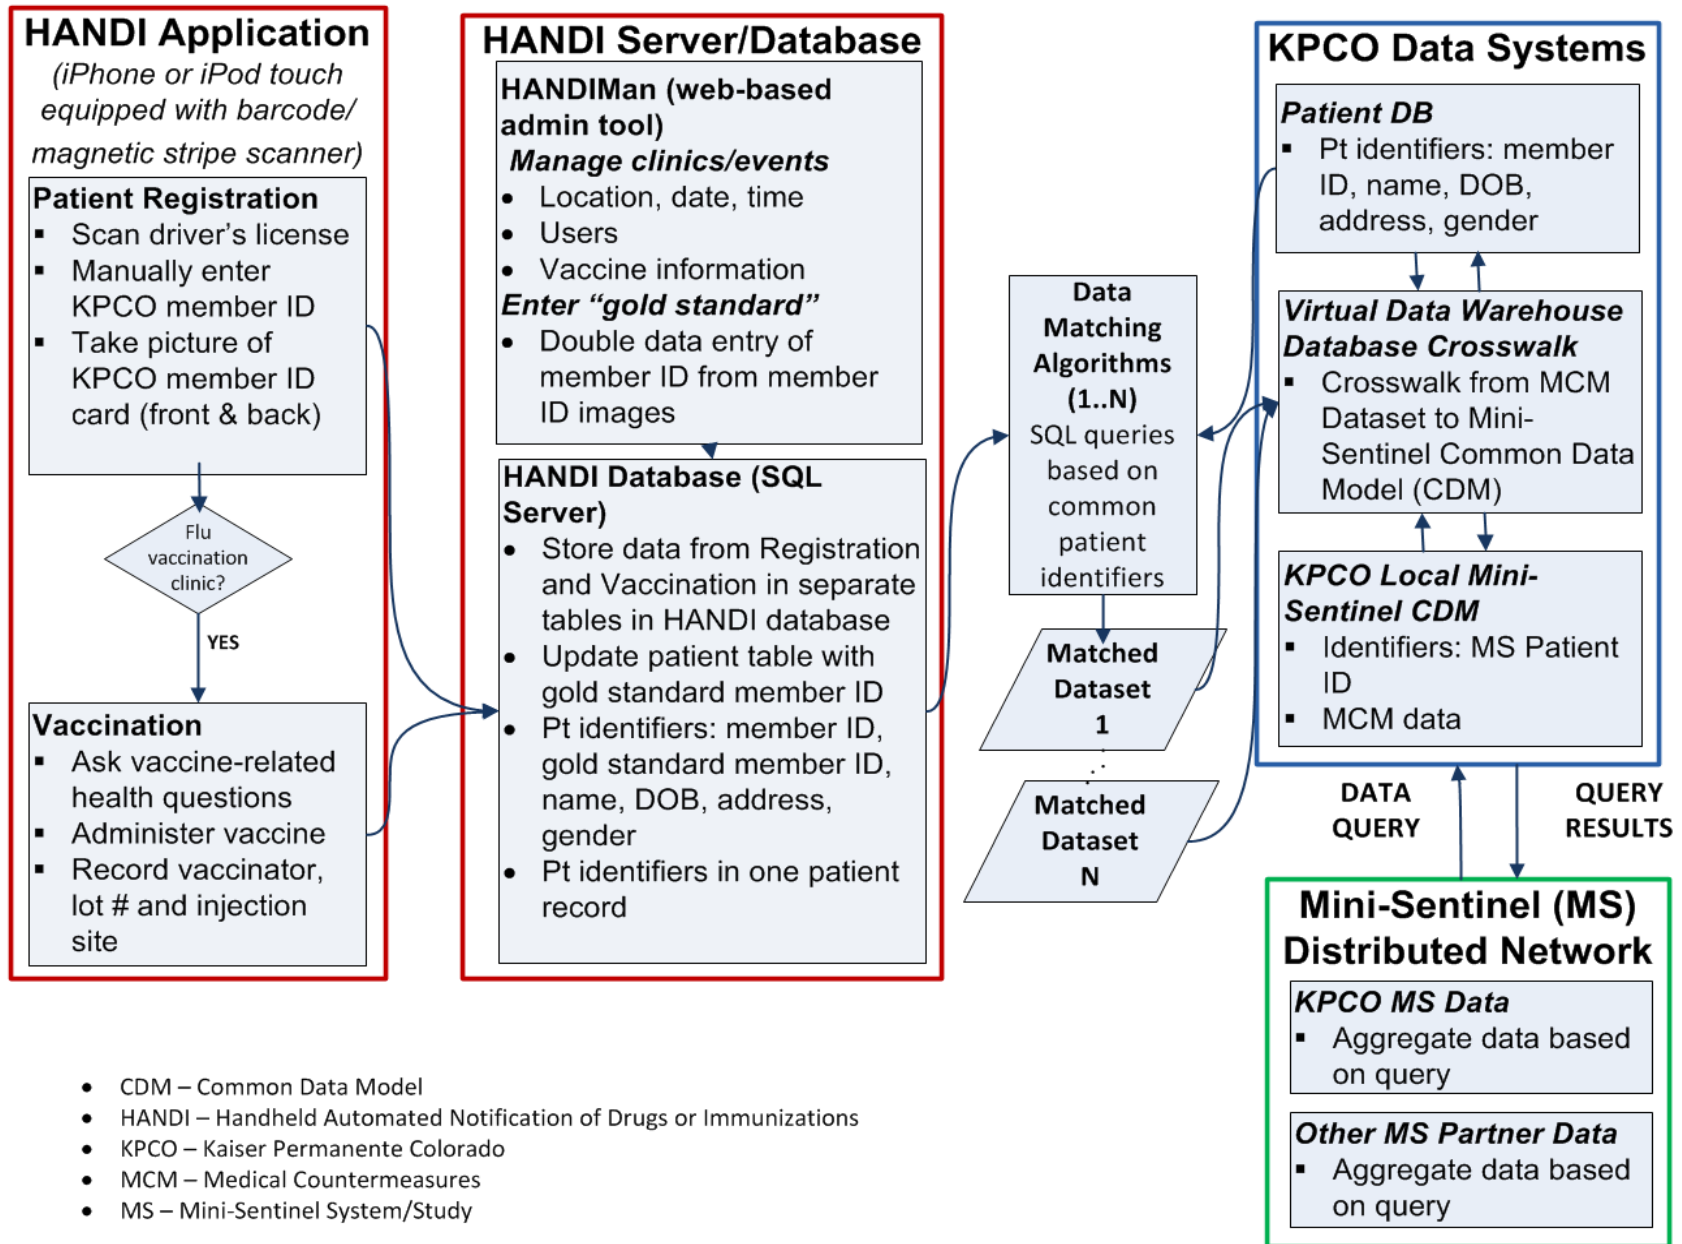 HANDI Application
(iPhone or iPod touch
equipped with barcode/
magnetic stripe scanner)
Patient Registration
▪ Scan driver's license
▪ Manually enter
KPCO member ID
▪ Take picture of
KPCO member ID
card (front & back)
Flu
vaccination
clinic?
YES
Vaccination
▪ Ask vaccine-related
health questions
▪ Administer vaccine
▪ Record vaccinator,
lot # and injection
site
HANDI Server/Database
HANDIMan (web-based
admin tool)
Manage clinics/events
• Location, date, time
• Users
• Vaccine information
Enter “gold standard”
• Double data entry of
member ID from member
ID images
HANDI Database (SQL
Server)
• Store data from Registration
and Vaccination in separate
tables in HANDI database
• Update patient table with
gold standard member ID
• Pt identifiers: member ID,
gold standard member ID,
name, DOB, address,
gender
• Pt identifiers in one patient
record
Data
Matching
Algorithms
(1..N)
SQL queries
based on
common
patient
identifiers
Matched
Dataset
1
Matched
Dataset
N
KPCO Data Systems
Patient DB
▪ Pt identifiers: member
ID, name, DOB,
address, gender
Virtual Data Warehouse
Database Crosswalk
▪ Crosswalk from MCM
Dataset to Mini-
Sentinel Common Data
Model (CDM)
KPCO Local Mini-
Sentinel CDM
▪ Identifiers: MS Patient
ID
▪ MCM data
DATA
QUERY
QUERY
RESULTS
Mini-Sentinel (MS)
Distributed Network
KPCO MS Data
▪ Aggregate data based
on query
Other MS Partner Data
▪ Aggregate data based
on query
• CDM – Common Data Model
• HANDI – Handheld Automated Notification of Drugs or Immunizations
• KPCO – Kaiser Permanente Colorado
• MCM – Medical Countermeasures
• MS – Mini-Sentinel System/Study